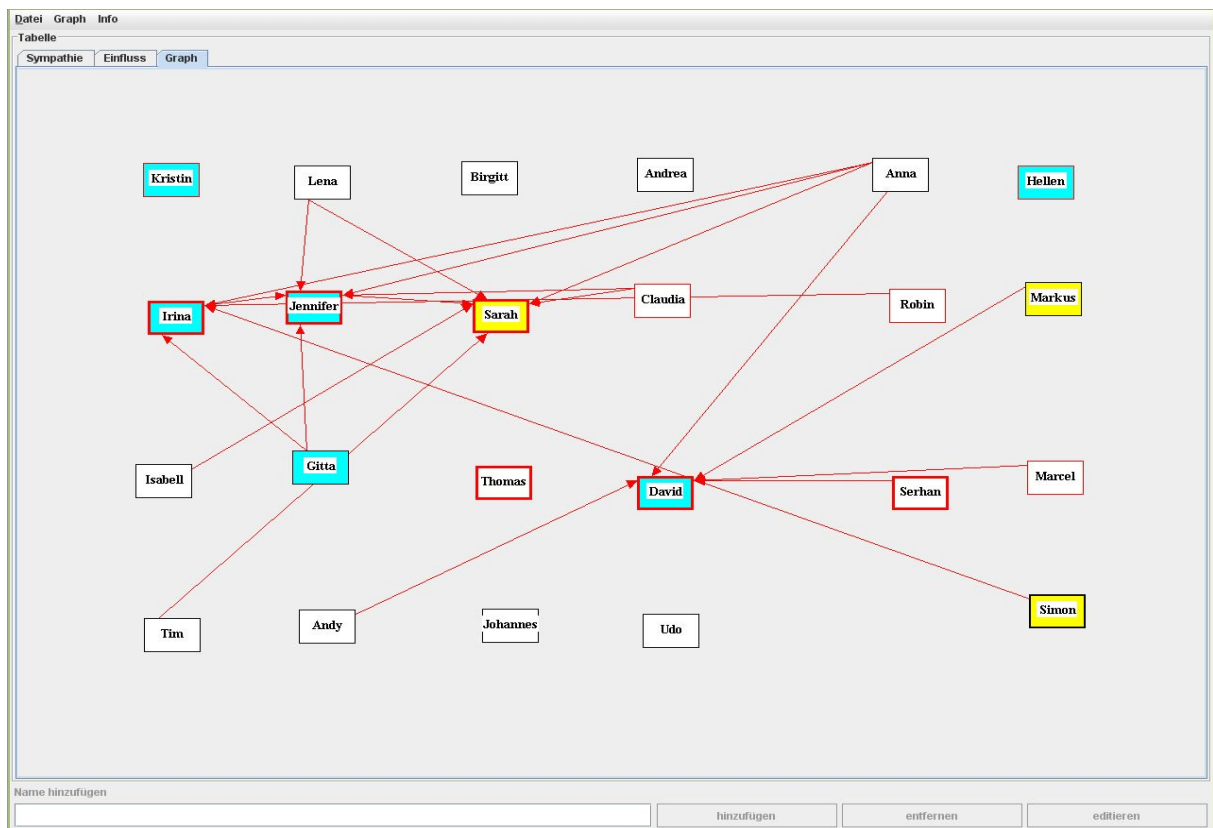 Datei Graph Info
Tabelle
Sympathie Einfluss Graph
Kristin Lena Birgitt Andrea Anna Hellen
Irina Jennifer Sarah Claudia Robin Markus
Isabell Gitta Thomas David Serhan Marcel
Tim Andy Johannes Udo Simon
Name hinzufügen
hinzufügen entfernen editieren